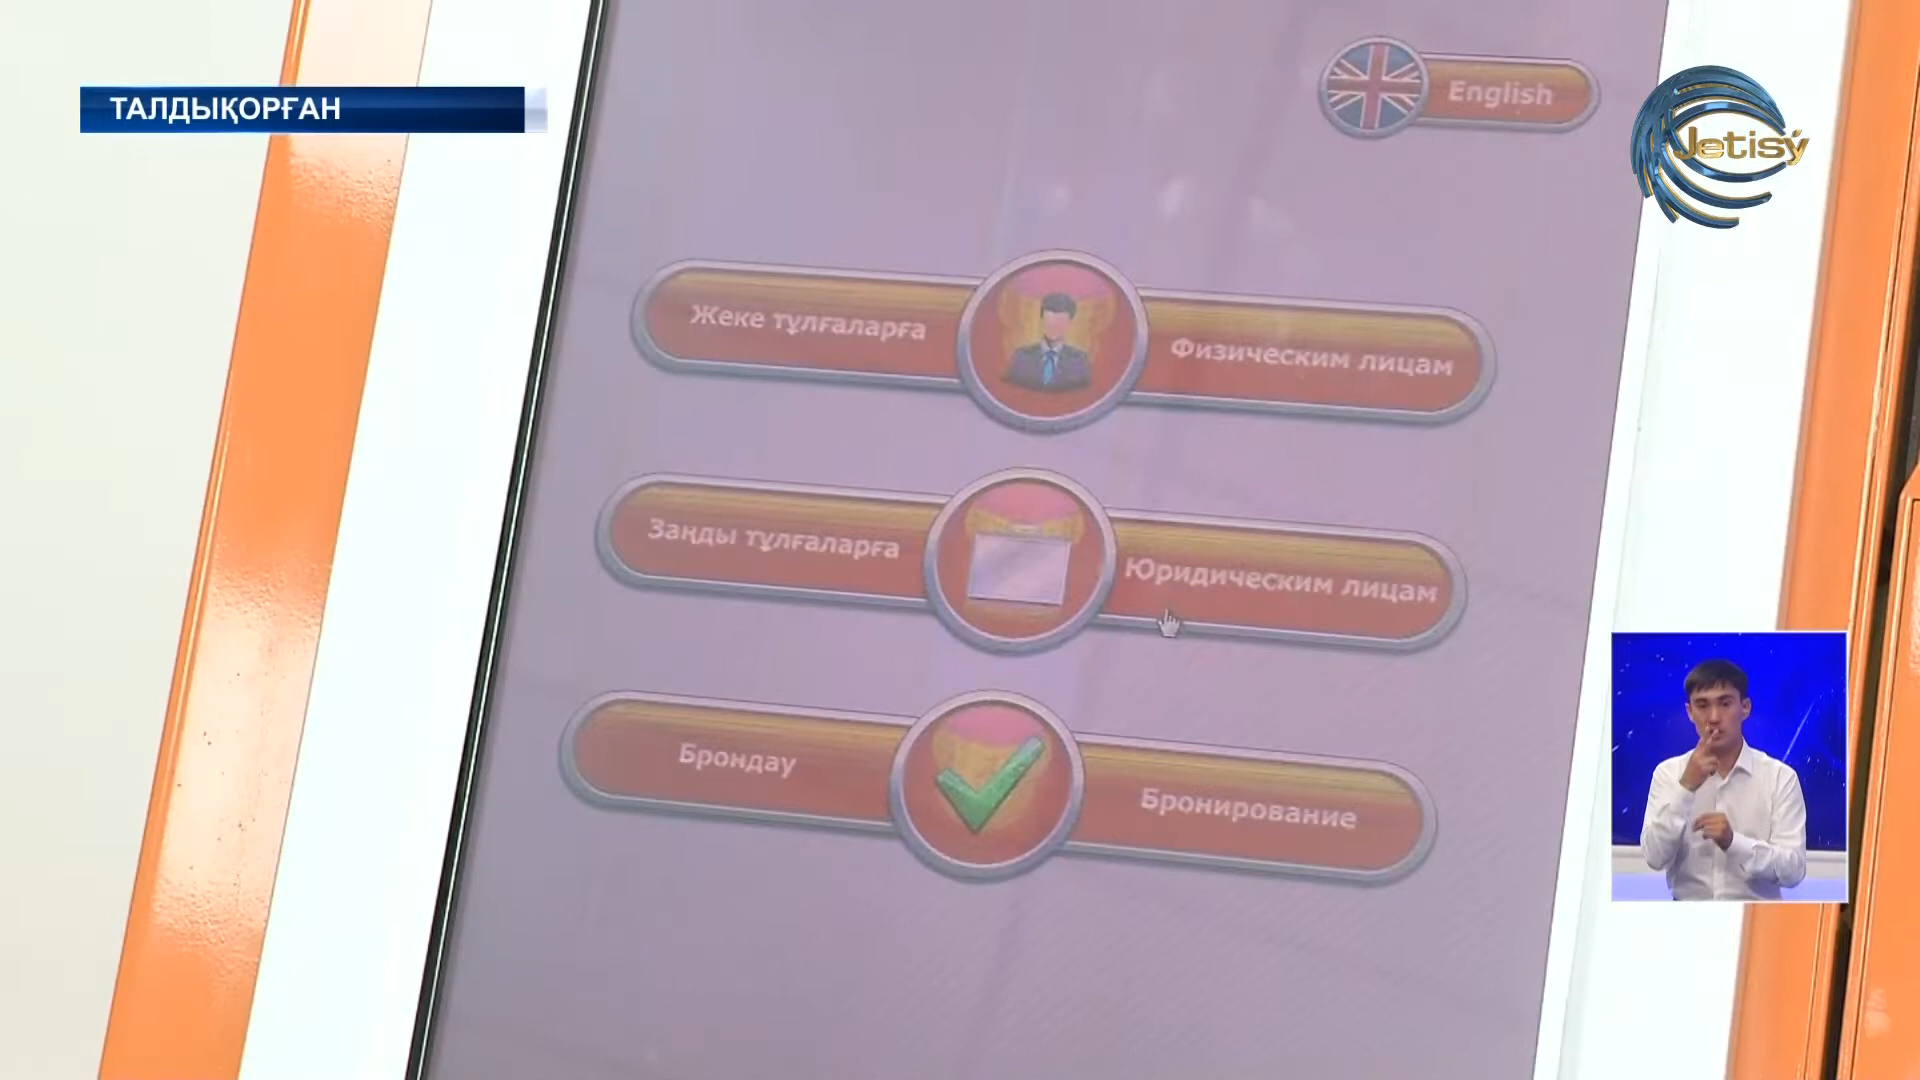 ТАЛДЫҚОРҒАН
English
Jetisý
Жеке тұлғаларға
Физическим лицам
Заңды тұлғаларға
Юридическим лицам
Брондау
Бронирование